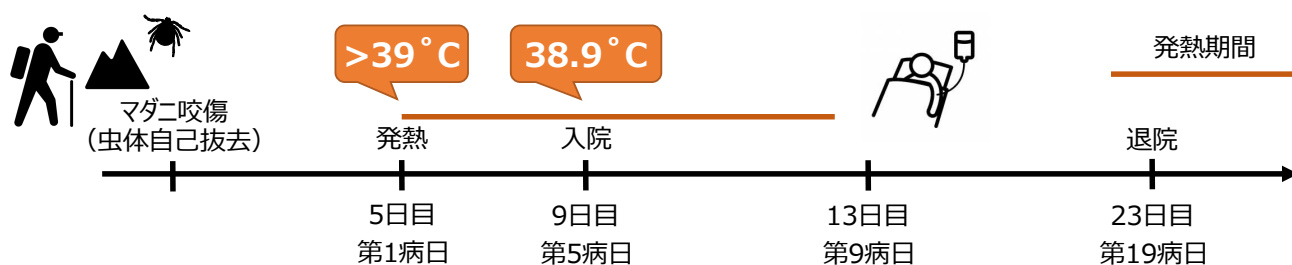 >39˚C
38.9˚C
発熱期間
マダニ咬傷
（虫体自己抜去）
発熱
入院
退院
5日目
第1病日
9日目
第5病日
13日目
第9病日
23日目
第19病日